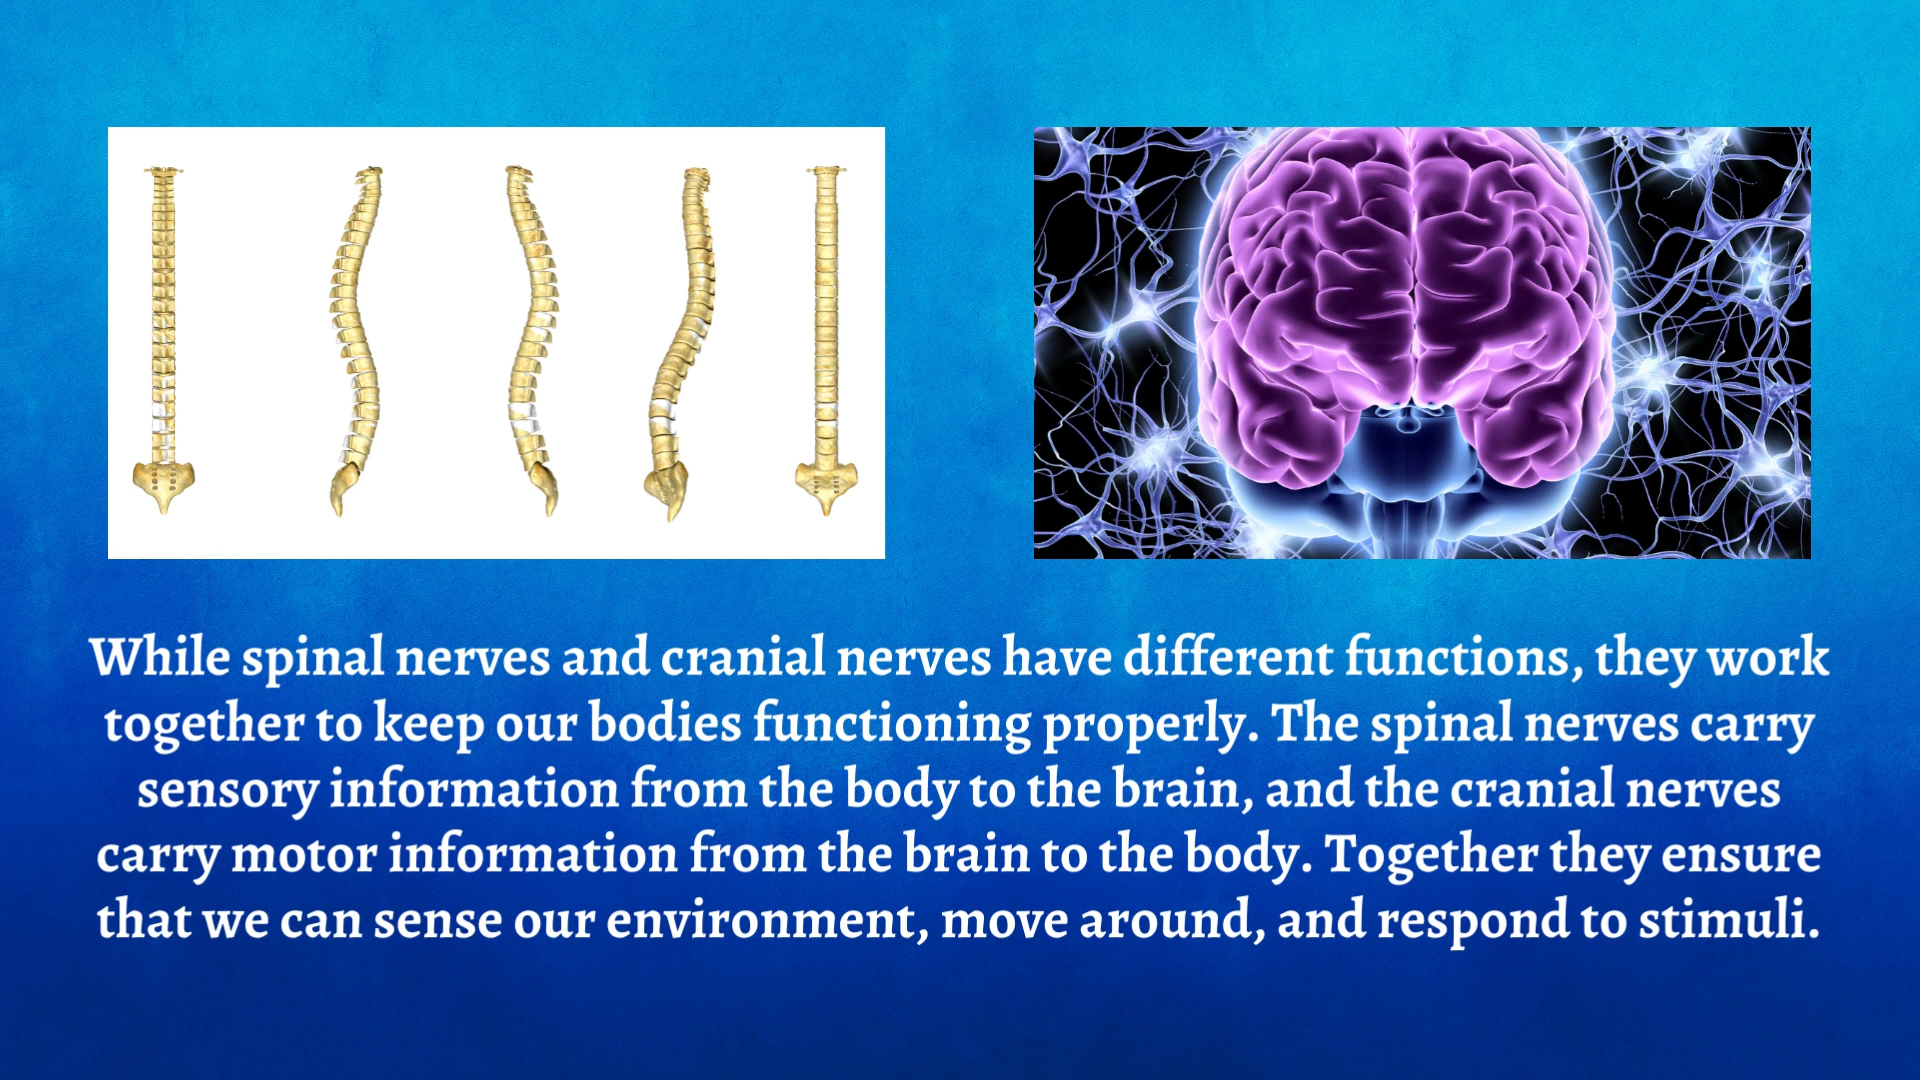 While spinal nerves and cranial nerves have different functions, they work
together to keep our bodies functioning properly. The spinal nerves carry
sensory information from the body to the brain, and the cranial nerves
carry motor information from the brain to the body. Together they ensure
that we can sense our environment, move around, and respond to stimuli.